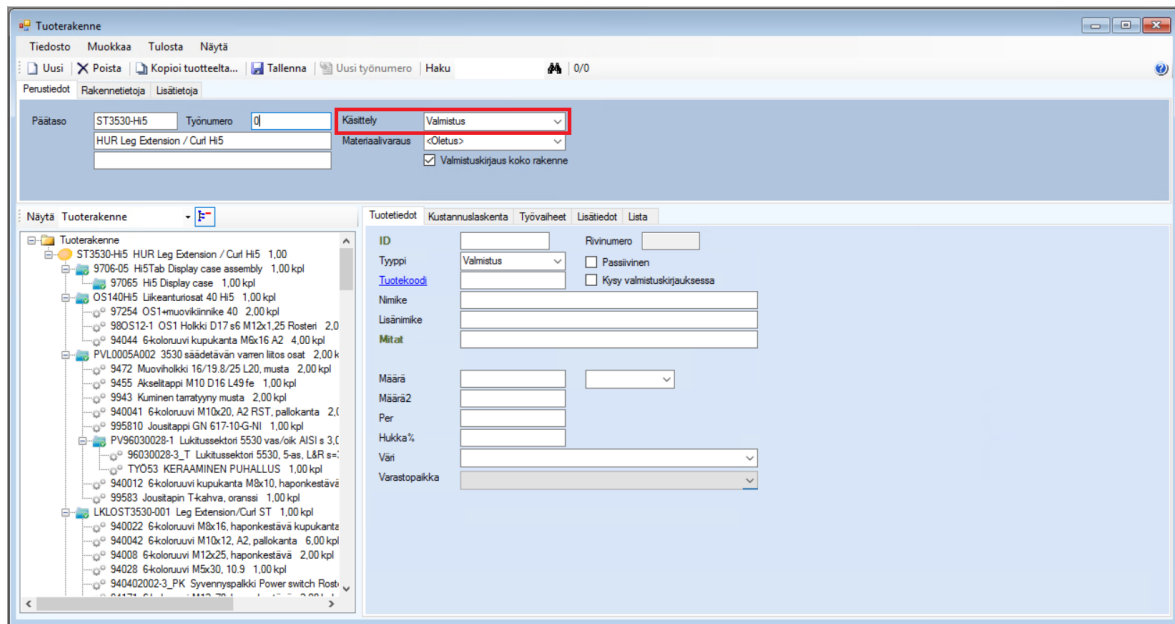 Tuoterakenne
Tiedosto Muokkaa Tulosta Näytä
Uusi Poista Kopioi tuotteelta... Tallenna Uusi työnumero Haku 0/0
Perustiedot Rakennetietoja Lisätietoja
Päätaso ST3530-Hi5 Työnumero 0 Käsittely Valmistus
HUR Leg Extension / Curl Hi5 Materiaalivaraus <Oletus>
Valmistuskirjaus koko rakenne
Näytä Tuoterakenne
Tuoterakenne
ST3530-Hi5 HUR Leg Extension / Curl Hi5 1,00
9706-05 Hi5Tab Display case assembly 1,00 kpl
97065 Hi5 Display case 1,00 kpl
OS140Hi5 Liikeanturiosat 40 Hi5 1,00 kpl
97254 OS1+muovikiinnike 40 2,00 kpl
98OS12-1 OS1 Holkki D17 s6 M12x1,25 Rosteri 2,0
94044 6-koloruuvi kupukanta M6x16 A2 4,00 kpl
PVL0005A002 3530 säädetävän varren liitos osat 2,00 k
9472 Muoviholkki 16/19.8/25 L20, musta 2,00 kpl
9455 Akselitappi M10 D16 L49 fe 1,00 kpl
9943 Kuminen tarratyyny musta 2,00 kpl
940041 6-koloruuvi M10x20, A2 RST, pallokanta 2,0
995810 Jousitappi GN 617-10-G-NI 1,00 kpl
PV96030028-1 Lukitussektori 5530 vas/oik AISI s 3,0
96030028-3_T Lukitussektori 5530, 5-as, L&R s=
TYÖ53 KERÄÄMINEN PUHALLUS 1,00 kpl
940012 6-koloruuvi kupukanta M8x10, haponkestävä
99583 Jousitapin T-kahva, oranssi 1,00 kpl
LKLOST3530-001 Leg Extension/Curl ST 1,00 kpl
940022 6-koloruuvi M8x16, haponkestävä kupukanta
940042 6-koloruuvi M10x12, A2, pallokanta 6,00 kpl
94008 6-koloruuvi M12x25, haponkestävä 2,00 kpl
94028 6-koloruuvi M5x30, 10.9 1,00 kpl
940402002-3_PK Syvennyspalkki Power switch Rost
Tuotetiedot Kustannuslaskenta Työvaiheet Lisätiedot Lista
ID Rivinumero
Tyyppi Valmistus Passiivinen
Tuotekoodi Kysy valmistuskirjauksessa
Nimike
Lisänimike
Mitat
Määrä
Määrä2
Per
Hukka%
Väri
Varastopaikka